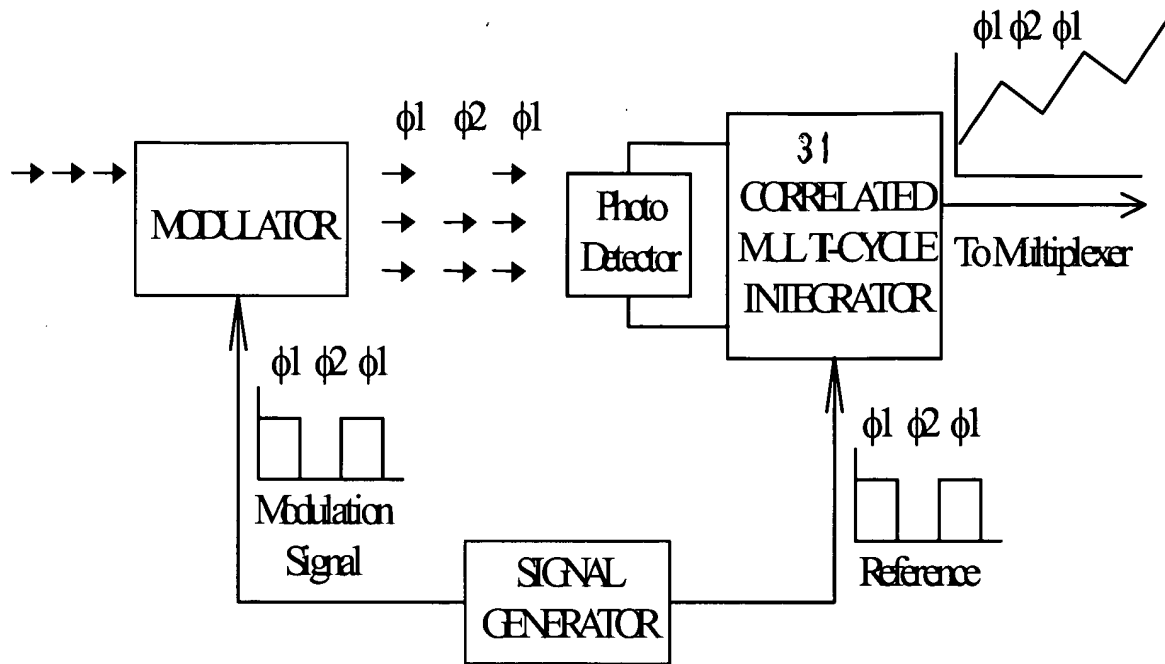 ϕ1 ϕ2 ϕ1
ϕ1 ϕ2 ϕ1
MODULATOR
Photo
Detector
31
CORRELATED
MULTI-CYCLE
INTEGRATOR
To Multiplexer
ϕ1 ϕ2 ϕ1
Modulation
Signal
ϕ1 ϕ2 ϕ1
Reference
SIGNAL
GENERATOR